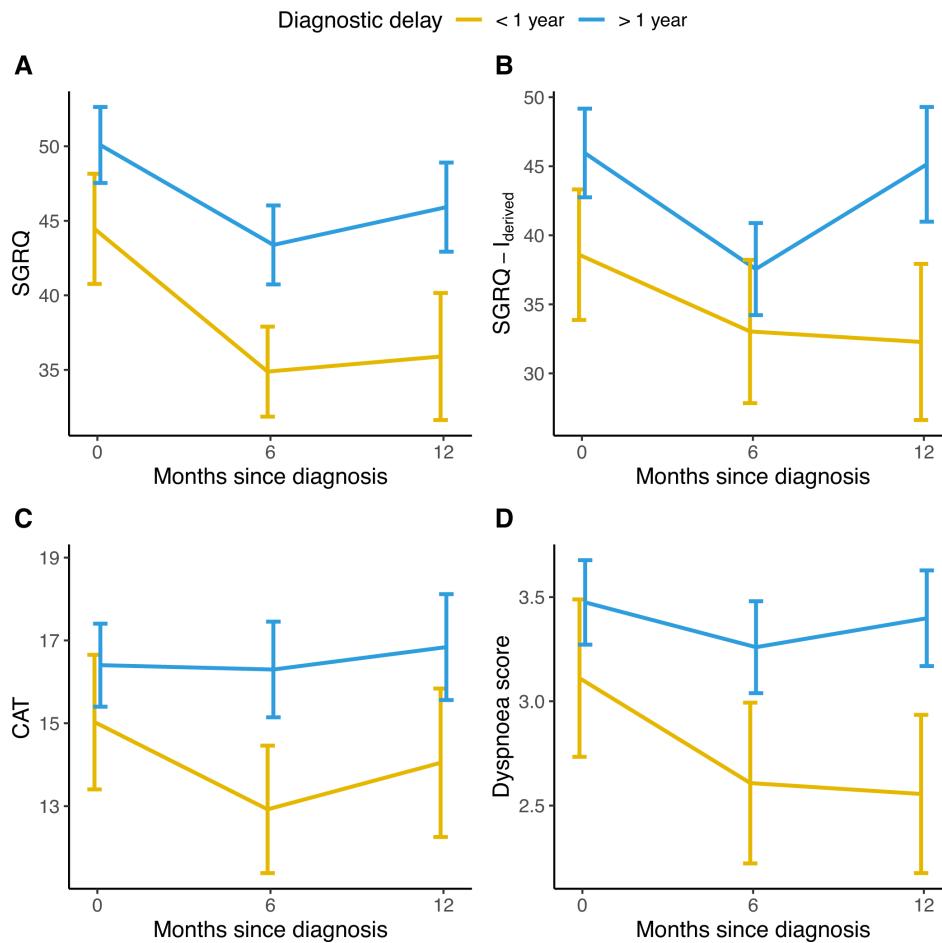 Diagnostic delay < 1 year > 1 year
A
SGRQ
50
45
40
35
0 6 12
Months since diagnosis
B
SGRQ – Iderived
50
45
40
35
30
0 6 12
Months since diagnosis
C
CAT
19
17
15
13
0 6 12
Months since diagnosis
D
Dyspnoea score
3.5
3.0
2.5
0 6 12
Months since diagnosis